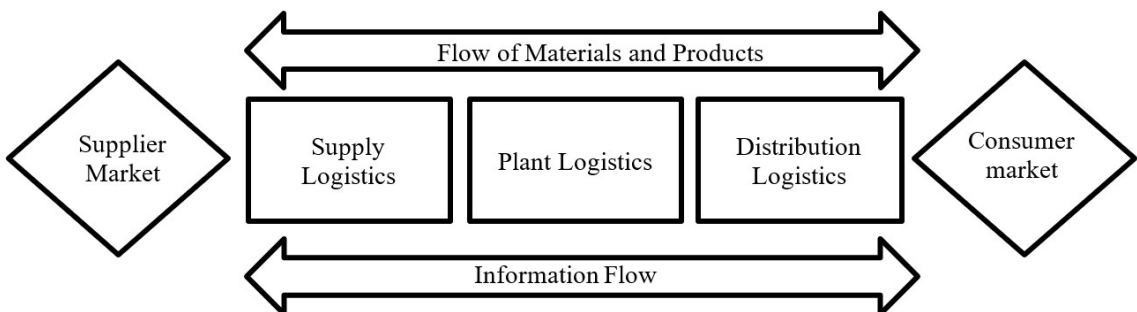 Flow of Materials and Products
Supplier
Market
Supply
Logistics
Plant Logistics
Distribution
Logistics
Consumer
market
Information Flow